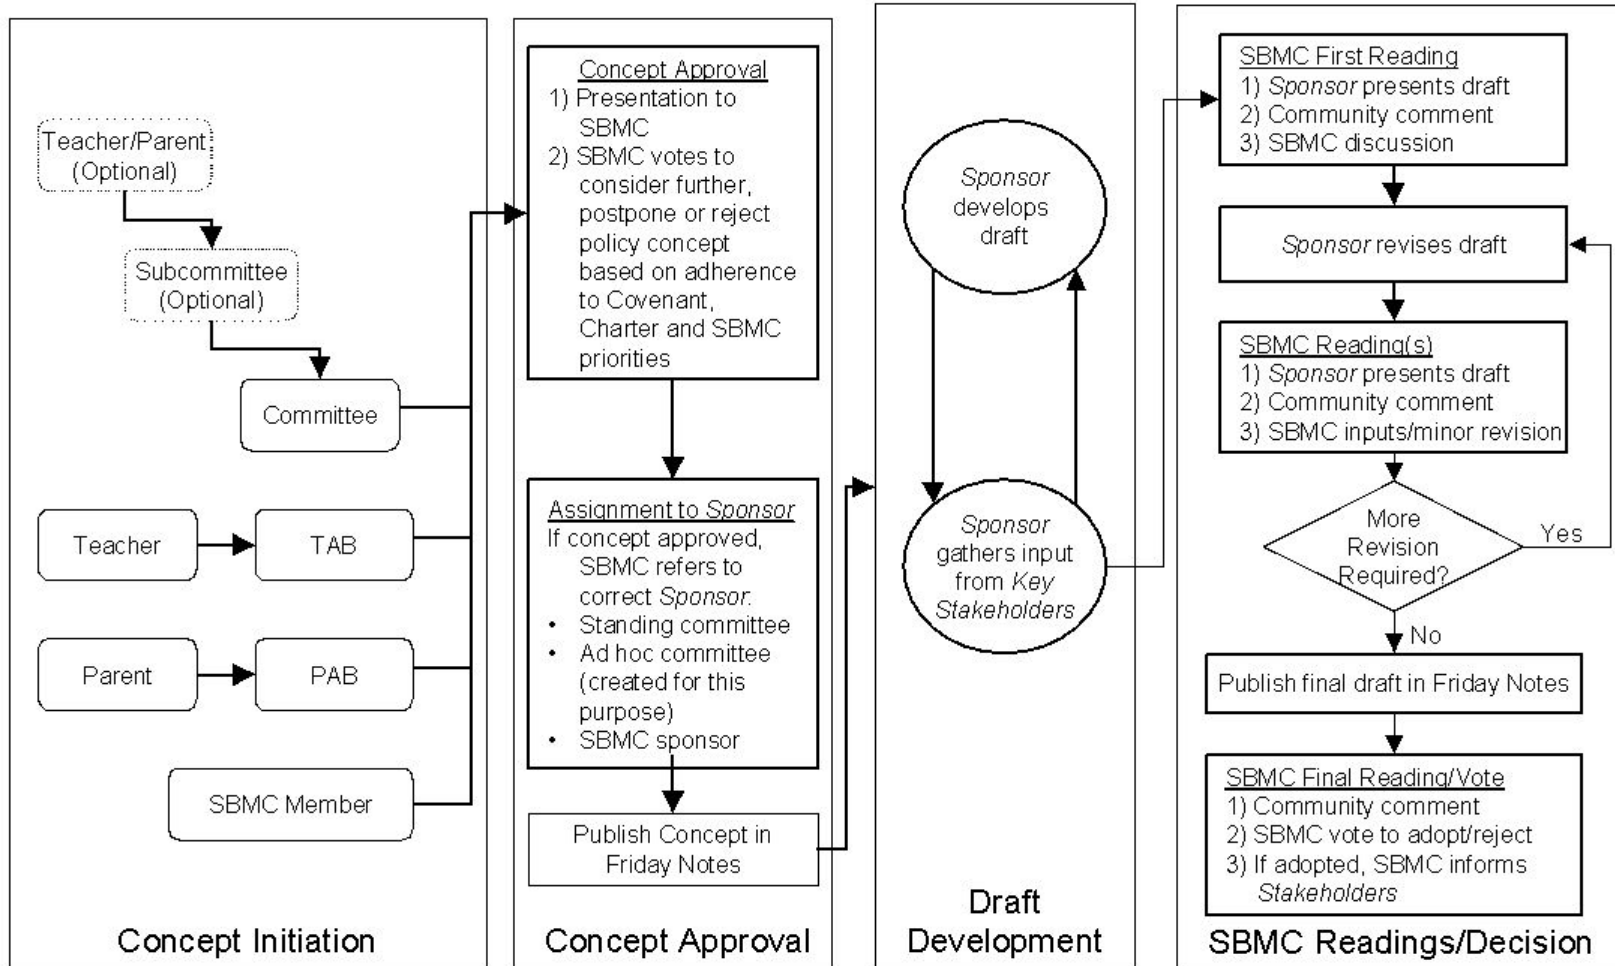 Teacher/Parent
(Optional)
Subcommittee
(Optional)
Committee
Teacher
TAB
Parent
PAB
SBMC Member
Concept Initiation
Concept Approval
1) Presentation to
SBMC
2) SBMC votes to
consider further,
postpone or reject
policy concept
based on adherence
to Covenant,
Charter and SBMC
priorities
Assignment to Sponsor
If concept approved,
SBMC refers to
correct Sponsor.
• Standing committee
• Ad hoc committee
(created for this
purpose)
• SBMC sponsor
Publish Concept in
Friday Notes
Concept Approval
Sponsor
develops
draft
Sponsor
gathers input
from Key
Stakeholders
Draft
Development
SBMC First Reading
1) Sponsor presents draft
2) Community comment
3) SBMC discussion
Sponsor revises draft
SBMC Reading(s)
1) Sponsor presents draft
2) Community comment
3) SBMC inputs/minor revision
More
Revision
Required?
Yes
No
Publish final draft in Friday Notes
SBMC Final Reading/Vote
1) Community comment
2) SBMC vote to adopt/reject
3) If adopted, SBMC informs
Stakeholders
SBMC Readings/Decision